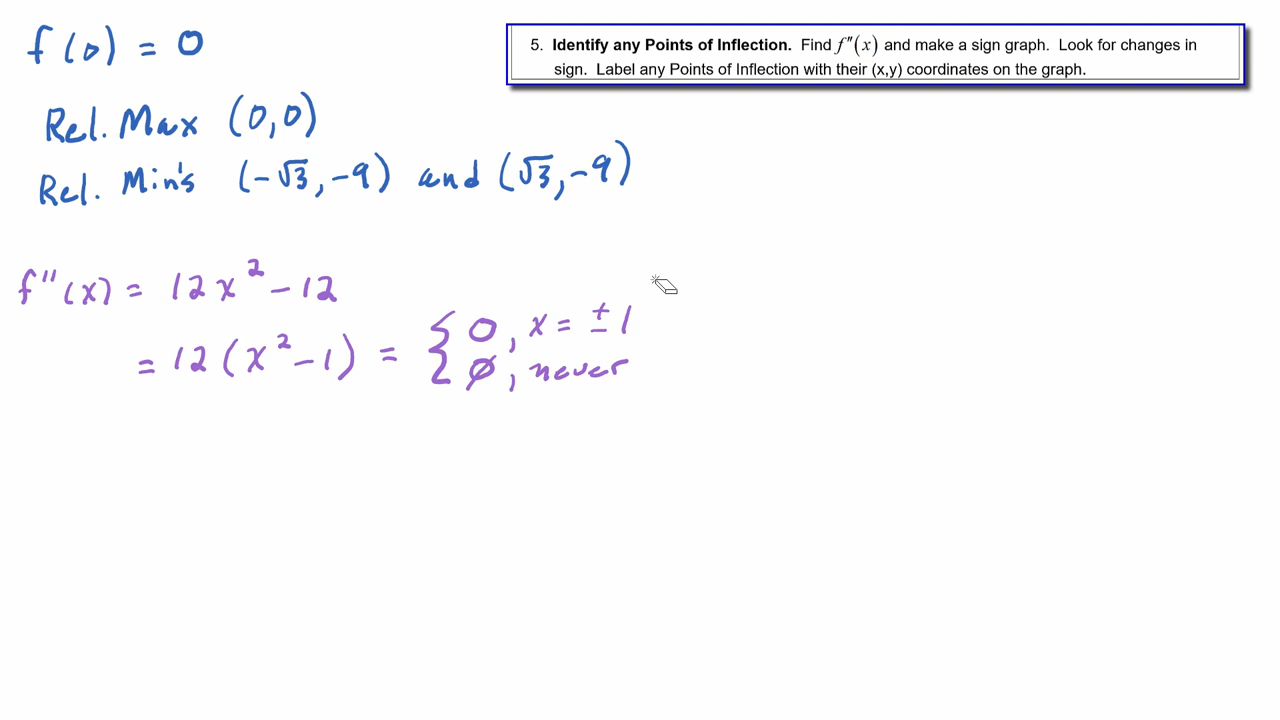 f(0) = 0
5. Identify any Points of Inflection. Find f″(x) and make a sign graph. Look for changes in
sign. Label any Points of Inflection with their (x,y) coordinates on the graph.
Rel. Max (0,0)
Rel. Min's (-√3, -9) and (√3, -9)
f″(x) = 12x² - 12
= 12(x² - 1) = { 0, x = ±1
∅, never